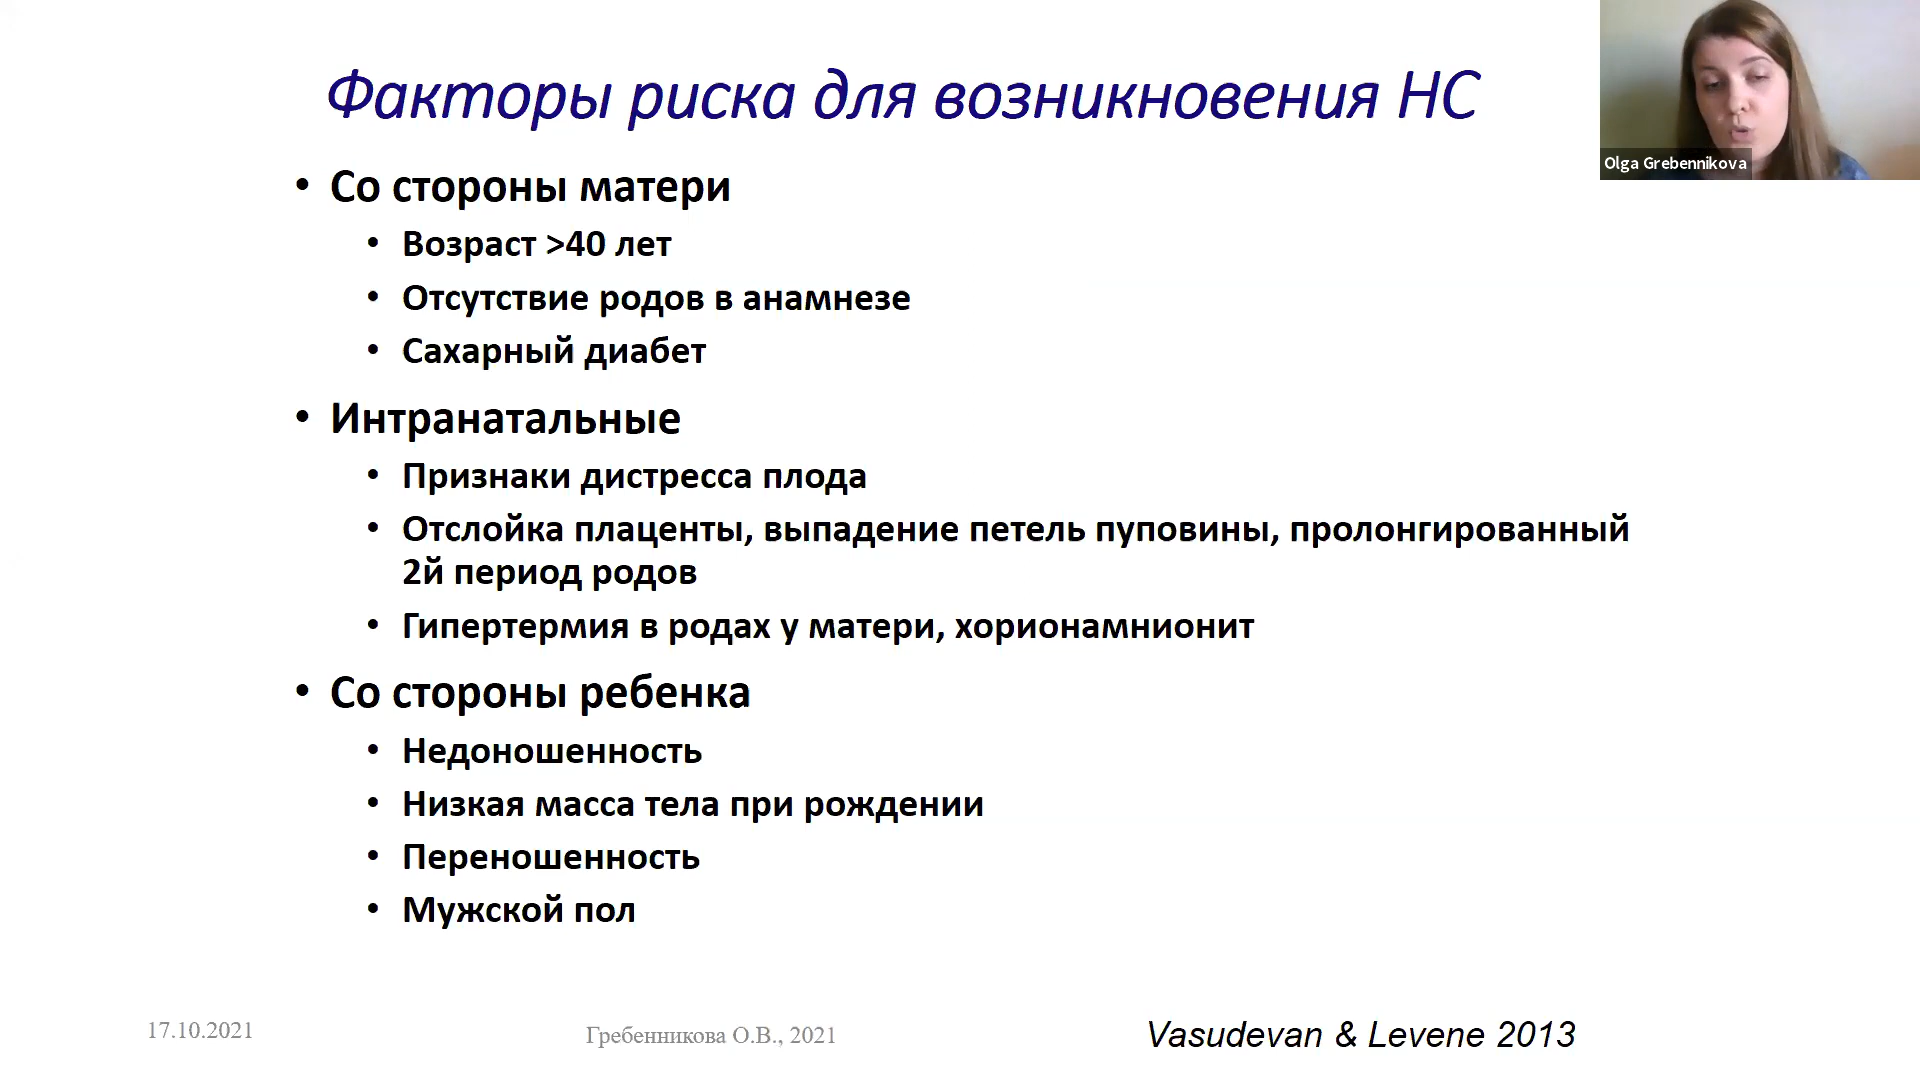 Факторы риска для возникновения НС
Olga Grebennikova
• Со стороны матери
• Возраст >40 лет
• Отсутствие родов в анамнезе
• Сахарный диабет
• Интранатальные
• Признаки дистресса плода
• Отслойка плаценты, выпадение петель пуповины, пролонгированный
2й период родов
• Гипертермия в родах у матери, хорионамнионит
• Со стороны ребенка
• Недоношенность
• Низкая масса тела при рождении
• Переношенность
• Мужской пол
17.10.2021
Гребенникова О.В., 2021
Vasudevan & Levene 2013